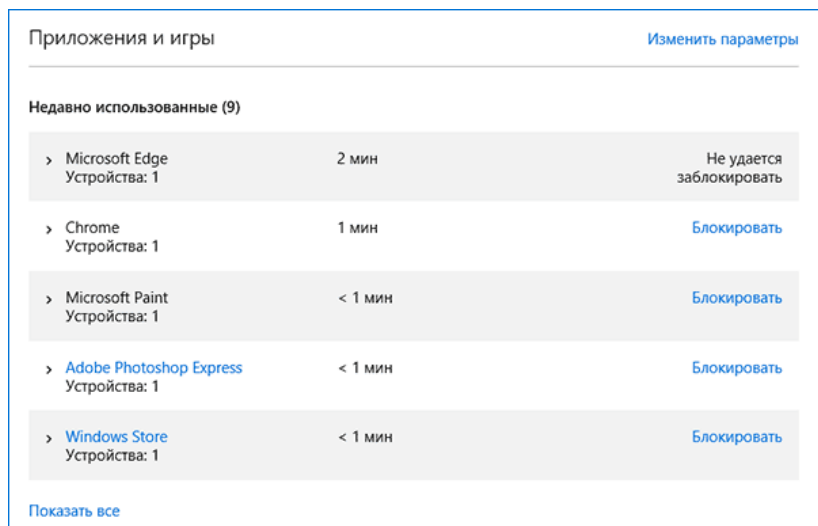 Приложения и игры
Изменить параметры
Недавно использованные (9)
Microsoft Edge 2 мин Не удается
Устройства: 1 заблокировать
Chrome 1 мин Блокировать
Устройства: 1
Microsoft Paint < 1 мин Блокировать
Устройства: 1
Adobe Photoshop Express < 1 мин Блокировать
Устройства: 1
Windows Store < 1 мин Блокировать
Устройства: 1
Показать все